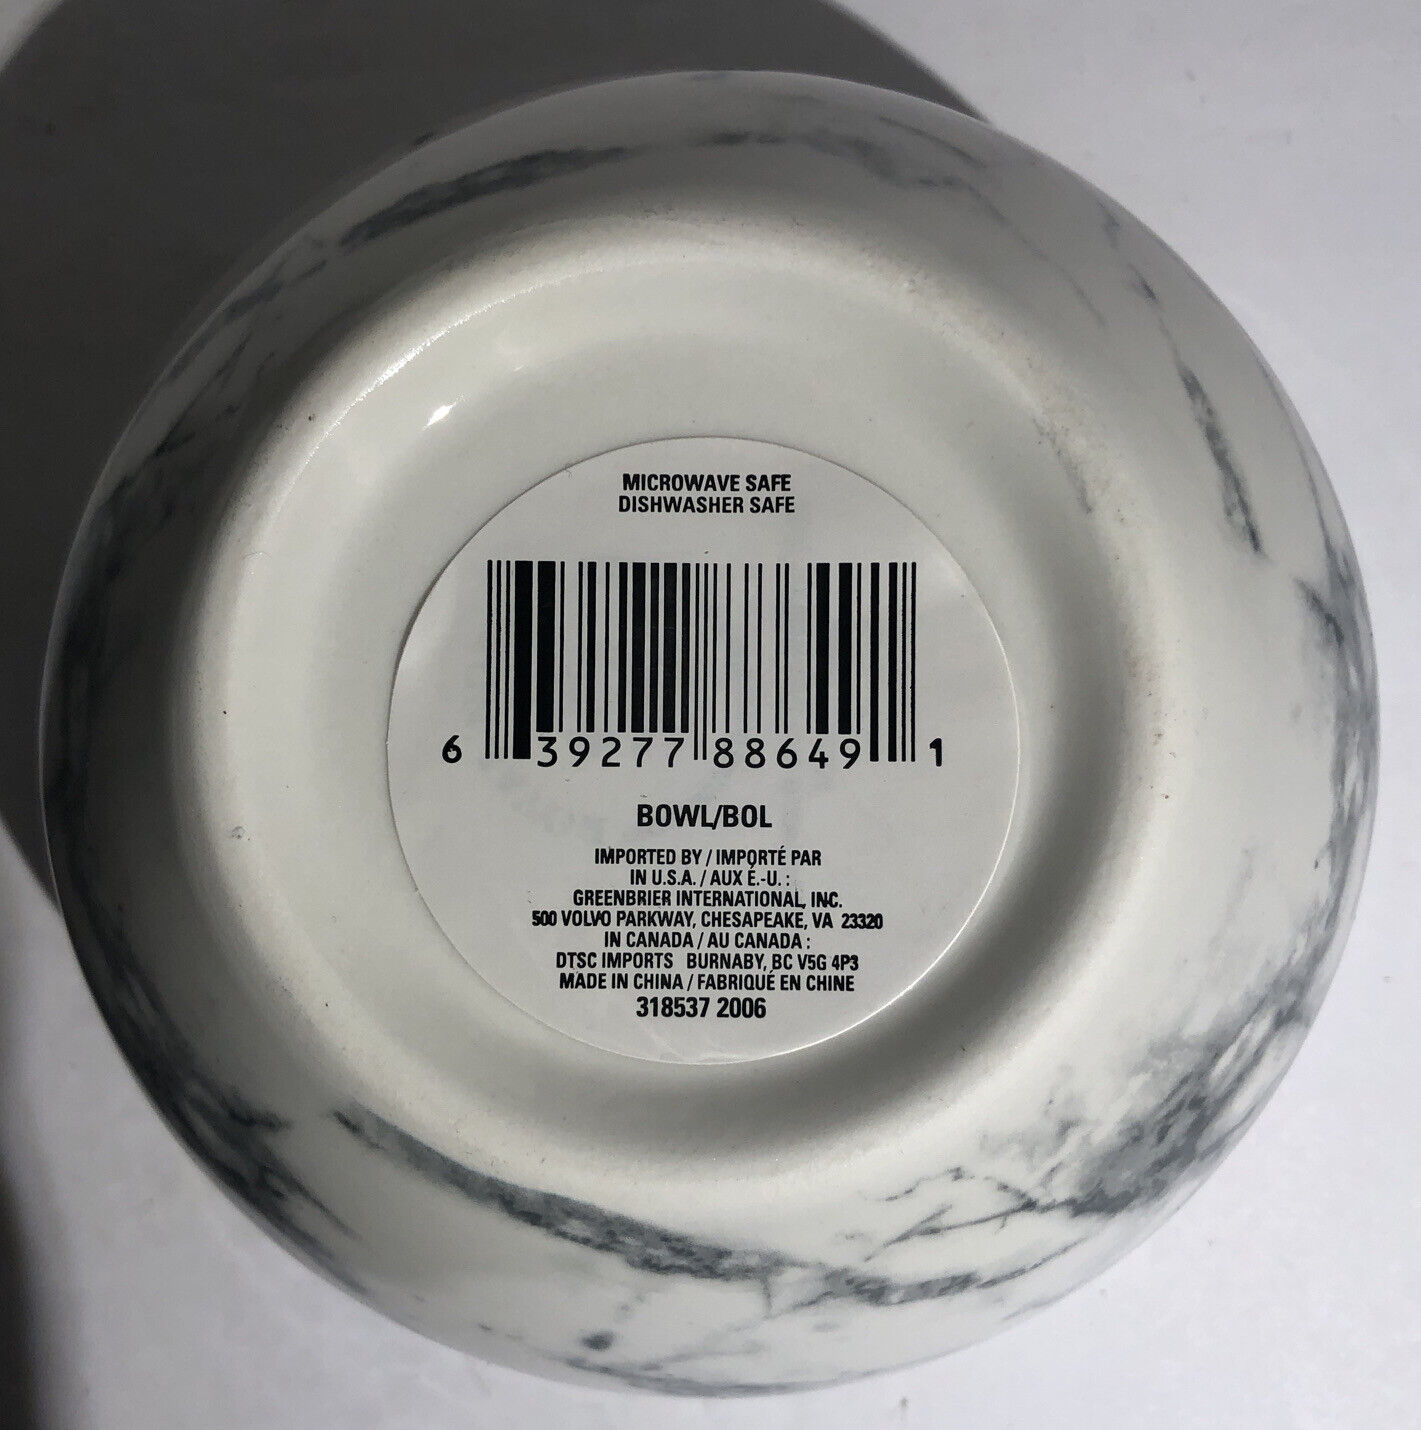 MICROWAVE SAFE
DISHWASHER SAFE
6 39277 88649 1
BOWL/BOL
IMPORTED BY / IMPORTÉ PAR
IN U.S.A. / AUX É.-U. :
GREENBRIER INTERNATIONAL, INC.
500 VOLVO PARKWAY, CHESAPEAKE, VA 23320
IN CANADA / AU CANADA :
DTSC IMPORTS BURNABY, BC V5G 4P3
MADE IN CHINA / FABRIQUÉ EN CHINE
318537 2006